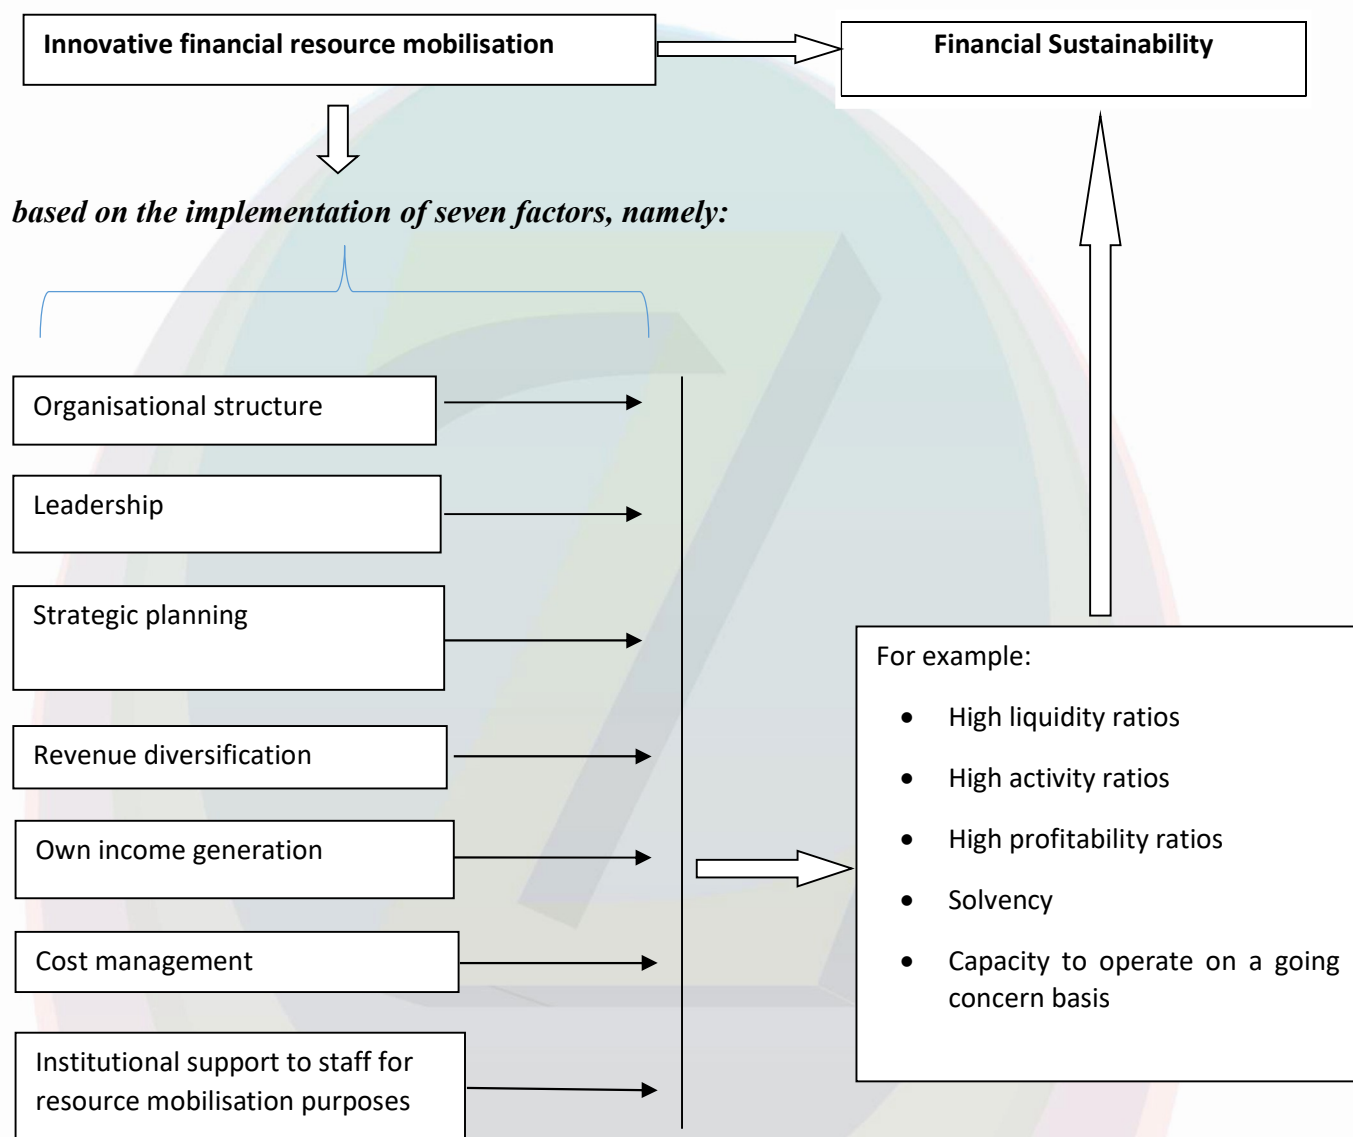 Innovative financial resource mobilisation
Financial Sustainability
based on the implementation of seven factors, namely:
Organisational structure
Leadership
Strategic planning
Revenue diversification
Own income generation
Cost management
Institutional support to staff for
resource mobilisation purposes
For example:
• High liquidity ratios
• High activity ratios
• High profitability ratios
• Solvency
• Capacity to operate on a going
concern basis